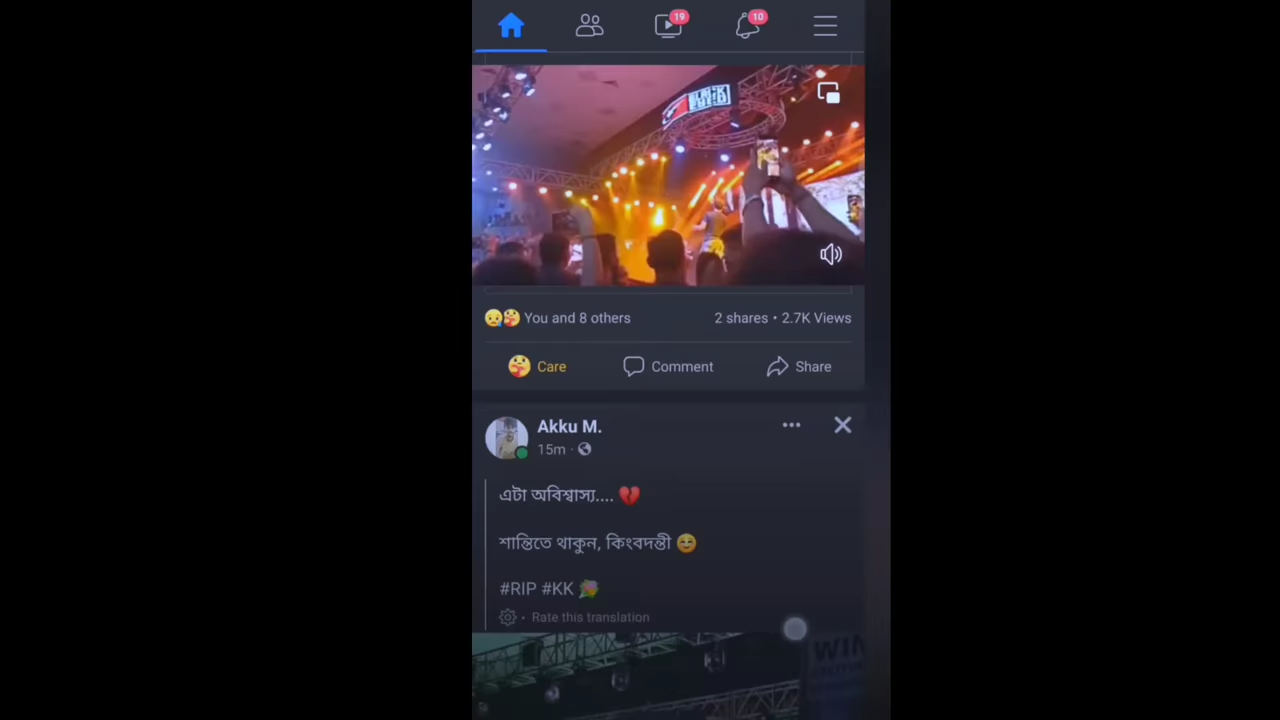 19
10
You and 8 others
2 shares • 2.7K Views
Care
Comment
Share
Akku M.
15m ·
এটা অবিশ্বাস্য.... 💔
শান্তিতে থাকুন, কিংবদন্তী ☺️
#RIP #KK 💐
· Rate this translation
WIN